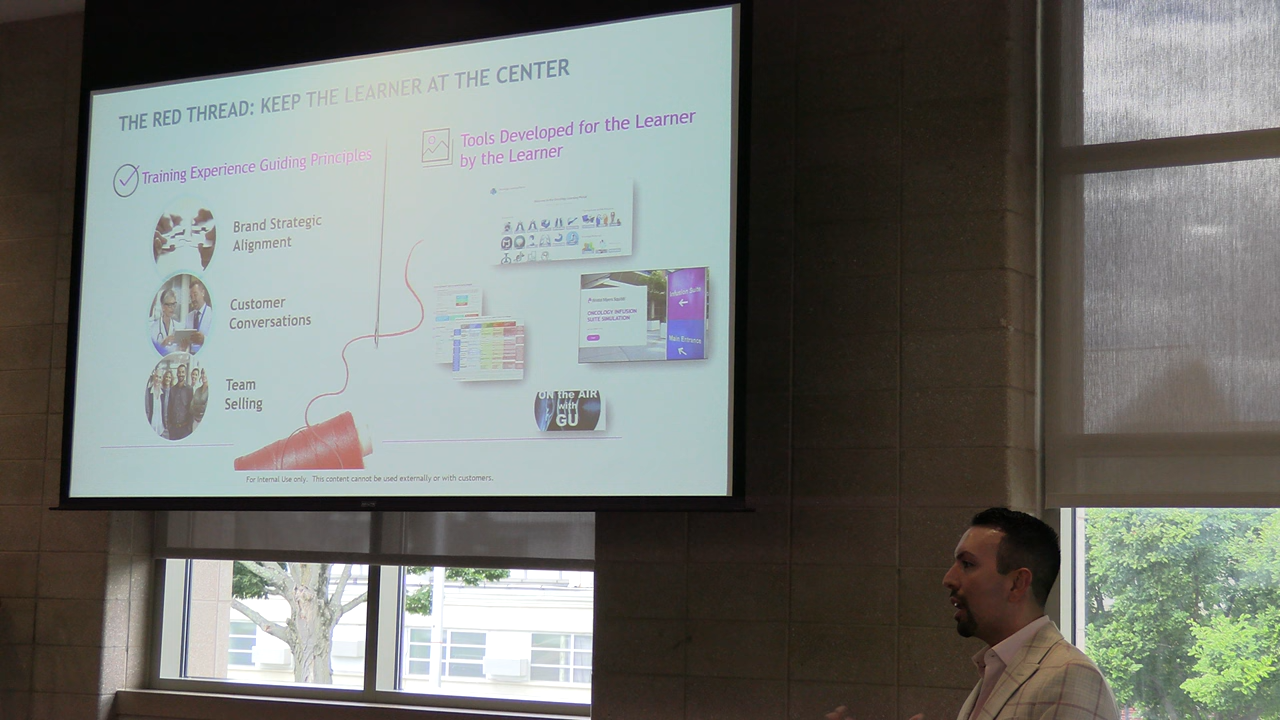 THE RED THREAD: KEEP THE LEARNER AT THE CENTER
Training Experience Guiding Principles
Brand Strategic
Alignment
Customer
Conversations
Team
Selling
Tools Developed for the Learner
by the Learner
ONCOLOGY INFUSION
SUITE SIMULATION
Infusion Suite
Main Entrance
ON the AIR
with
GU
For Internal Use only. This content cannot be used externally or with customers.